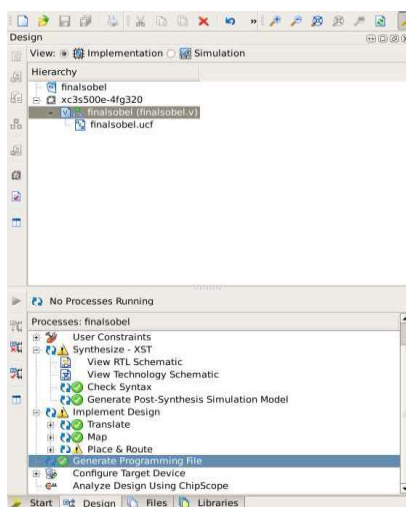 Design
View: Implementation Simulation
Hierarchy
finalsobel
xc3s500e-4fg320
finalsobel (finalsobel.v)
finalsobel.ucf
No Processes Running
Processes: finalsobel
User Constraints
Synthesize - XST
View RTL Schematic
View Technology Schematic
Check Syntax
Generate Post-Synthesis Simulation Model
Implement Design
Translate
Map
Place & Route
Generate Programming File
Configure Target Device
Analyze Design Using ChipScope
Start Design Files Libraries